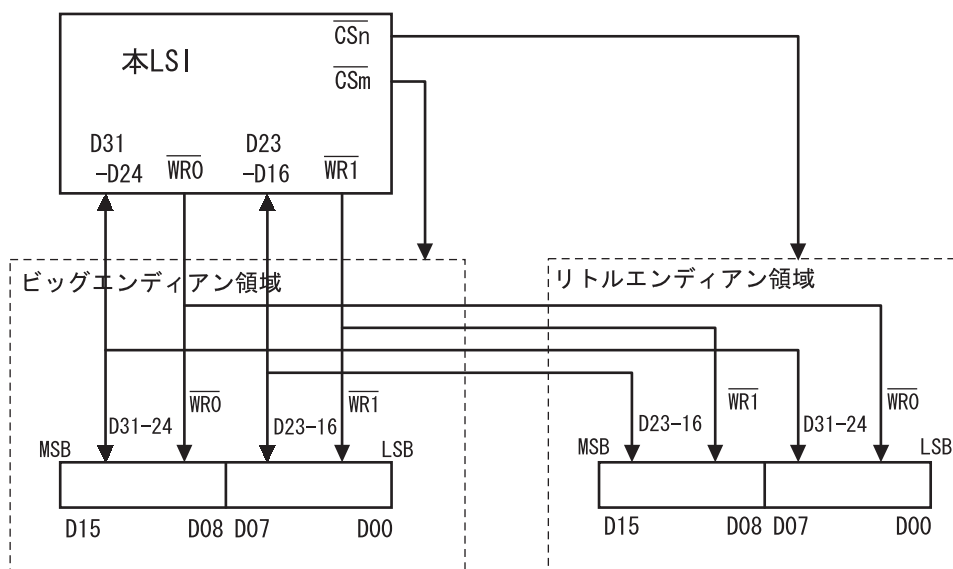 CSn
本LSI
CSm
D31
-D24
WR0
D23
-D16
WR1
ビッグエンディアン領域
リトルエンディアン領域
MSB
D31-24
WR0
D23-16
WR1
LSB
D15
D08
D07
D00
MSB
D23-16
WR1
D31-24
WR0
LSB
D15
D08
D07
D00